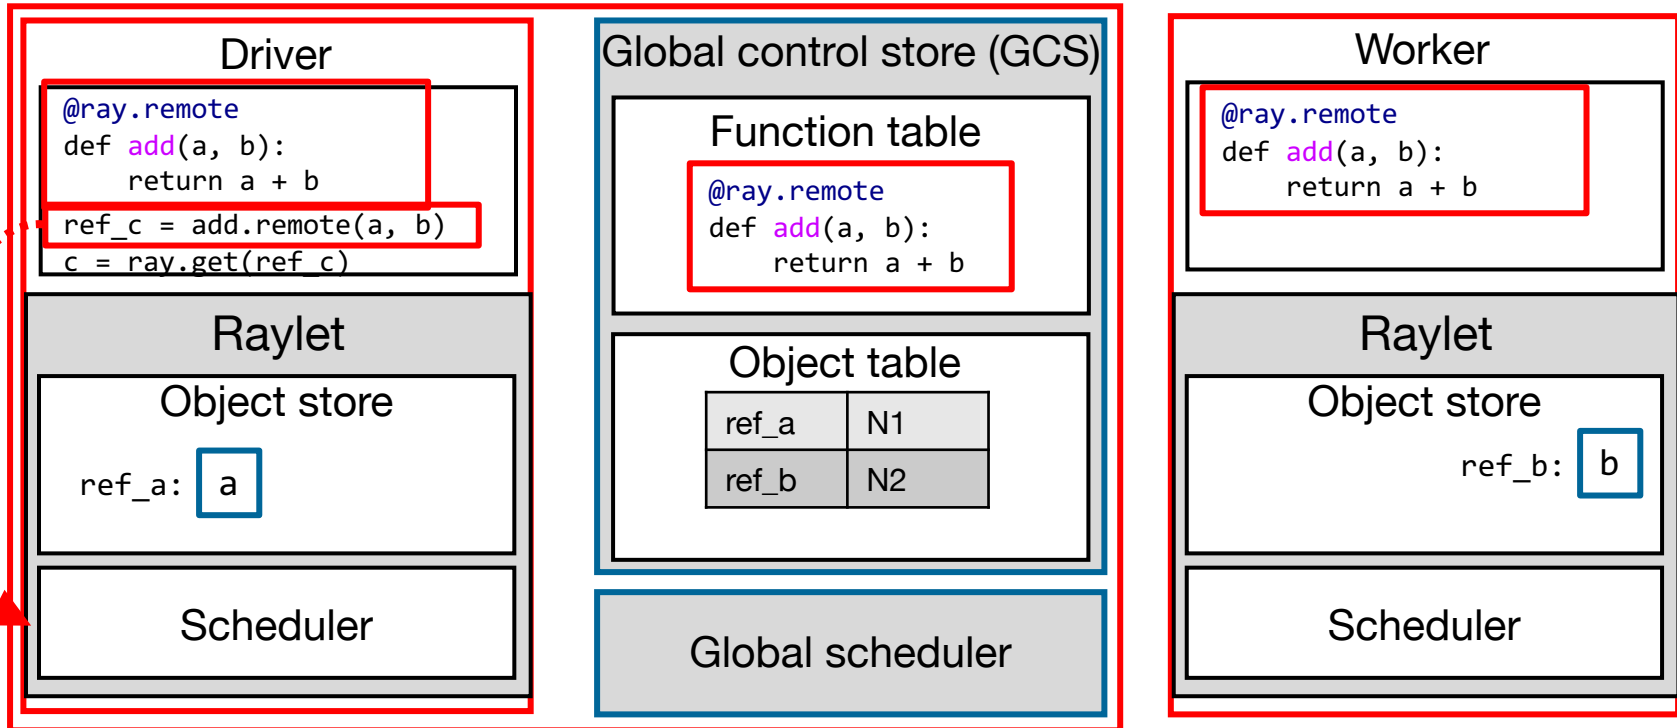 Driver
@ray.remote
def add(a, b):
    return a + b
ref_c = add.remote(a, b)
c = ray.get(ref_c)
Raylet
Object store
ref_a: a
Scheduler
Global control store (GCS)
Function table
@ray.remote
def add(a, b):
    return a + b
Object table
ref_a N1
ref_b N2
Global scheduler
Worker
@ray.remote
def add(a, b):
    return a + b
Raylet
Object store
ref_b: b
Scheduler